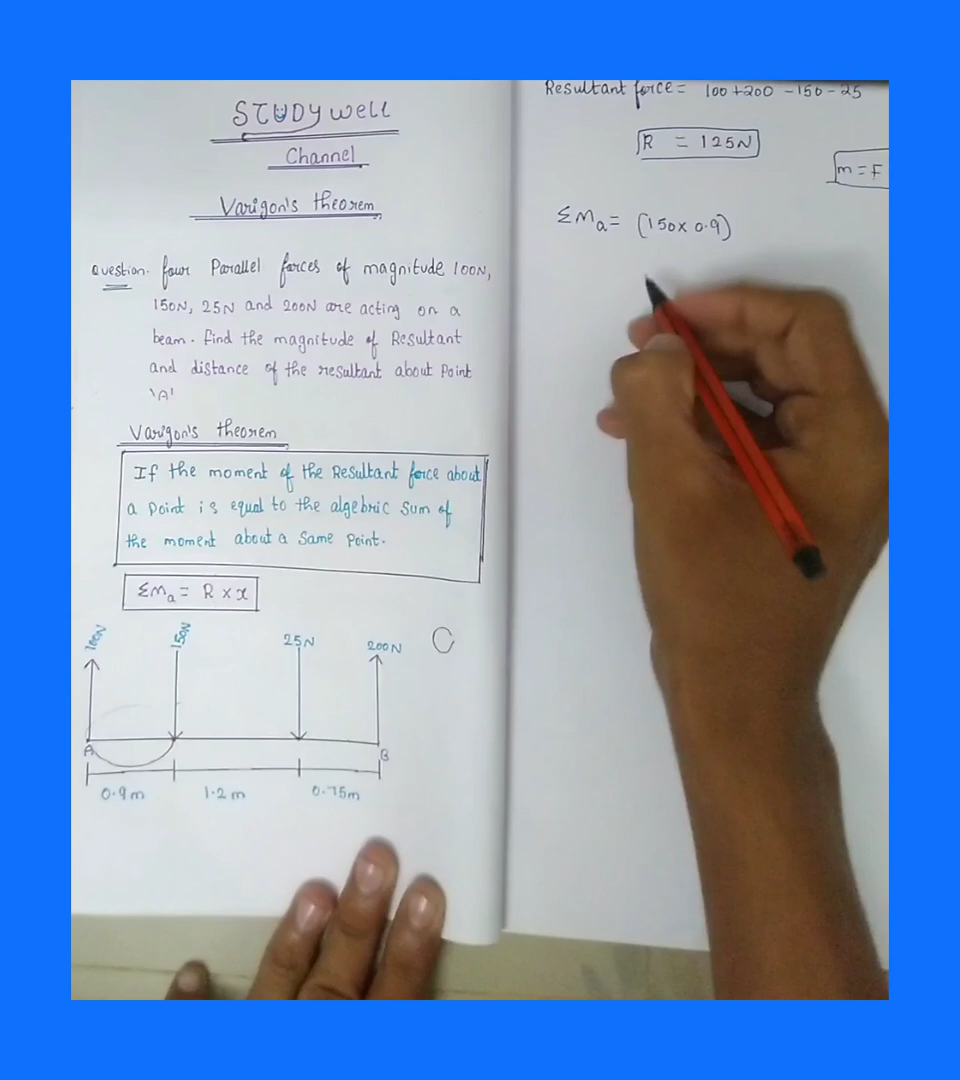 STUDY well
Channel
Varigon's theorem
Question. four Parallel forces of magnitude 100N,
150N, 25N and 200N are acting on a
beam. find the magnitude of Resultant
and distance of the resultant about Point
'A'
Varigon's theorem
If the moment of the Resultant force about
a point is equal to the algebric sum of
the moment about a same point.
ΣMa = R × x
100N 150N 25N 200N
A B
0.9m 1.2m 0.75m
Resultant force = 100 + 200 - 150 - 25
R = 125N
m = F
ΣMa = (150 × 0.9)